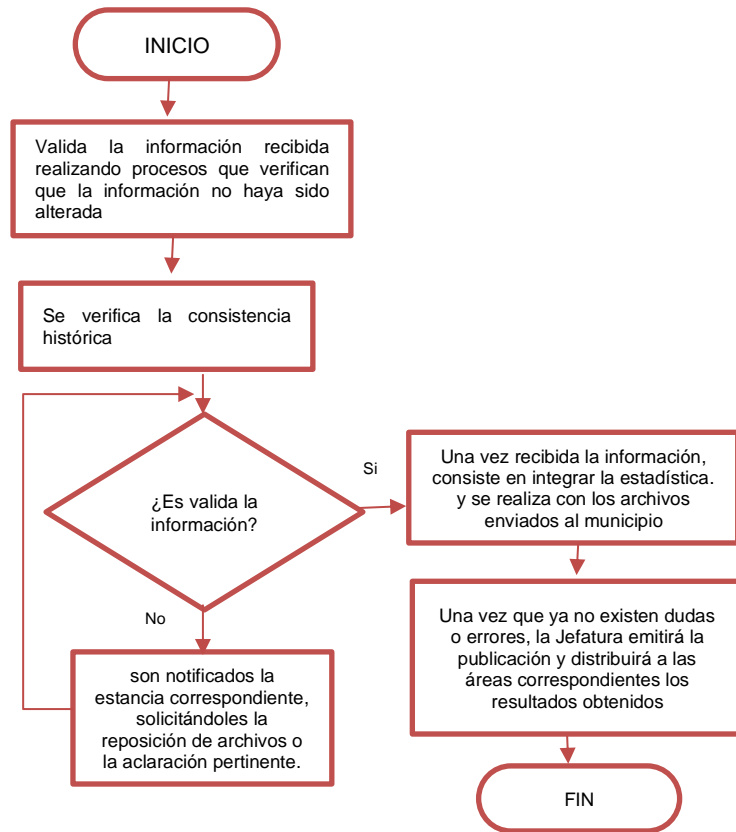 INICIO
Valida la información recibida
realizando procesos que verifican
que la información no haya sido
alterada
Se verifica la consistencia
histórica
¿Es valida la
información?
Si
Una vez recibida la información,
consiste en integrar la estadística.
y se realiza con los archivos
enviados al municipio
No
son notificados la
estancia correspondiente,
solicitándoles la
reposición de archivos o
la aclaración pertinente.
Una vez que ya no existen dudas
o errores, la Jefatura emitirá la
publicación y distribuirá a las
áreas correspondientes los
resultados obtenidos
FIN